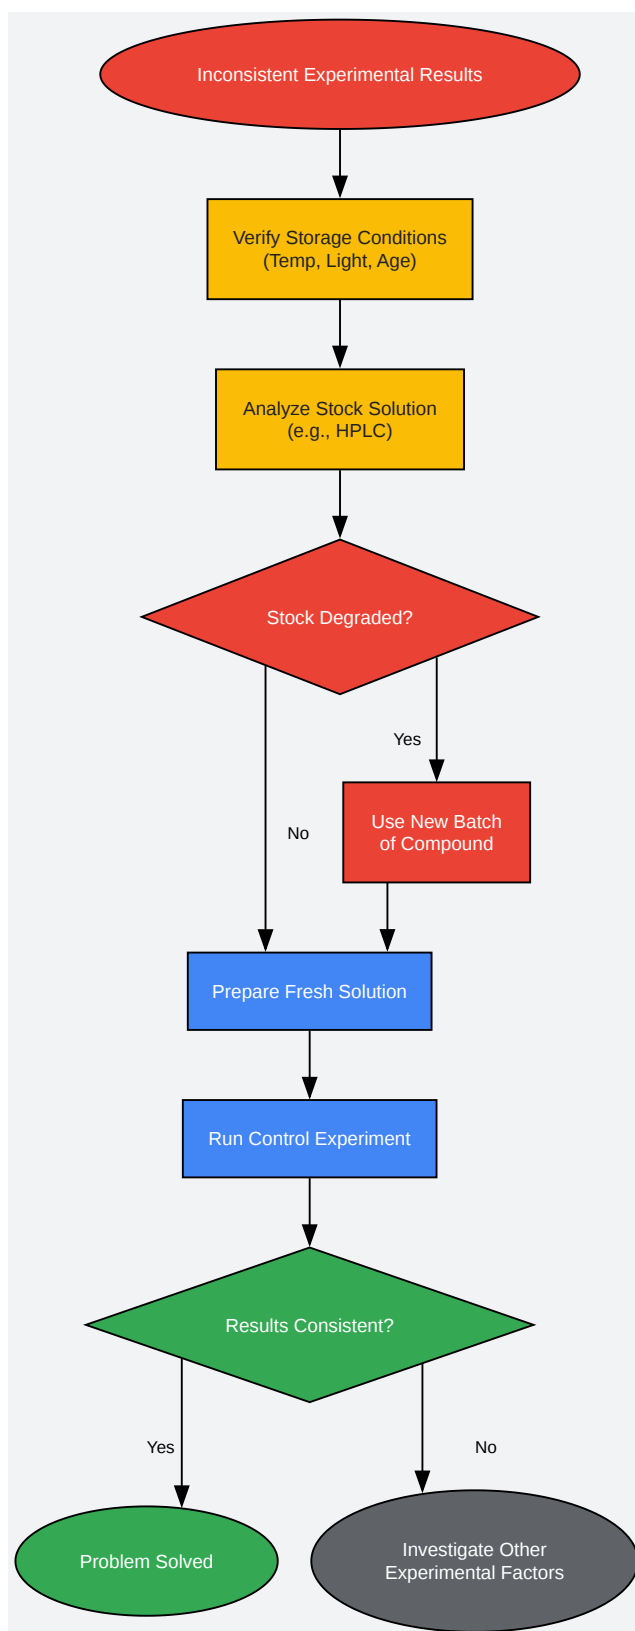 Inconsistent Experimental Results
Verify Storage Conditions
(Temp, Light, Age)
Analyze Stock Solution
(e.g., HPLC)
Stock Degraded?
Yes
No
Use New Batch
of Compound
Prepare Fresh Solution
Run Control Experiment
Results Consistent?
Yes
No
Problem Solved
Investigate Other
Experimental Factors